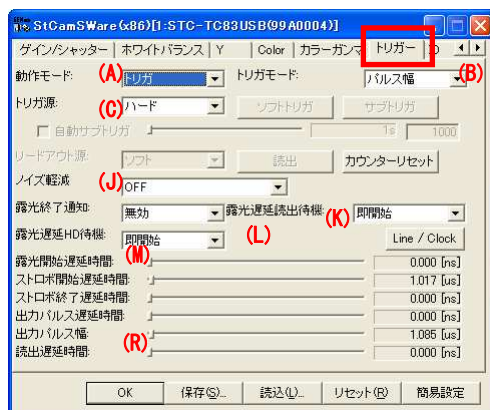 StCamSWare(x86)[1:STC-TC83USB(99A0004)]
ゲイン/シャッター ホワイトバランス Y Color カラーガンマ トリガー
動作モード: (A) トリガ トリガモード: パルス幅 (B)
トリガ源: (C) ハード ソフトトリガ サブトリガ
自動サブトリガ 1s 1000
リードアウト源: ソフト 読出 カウンターリセット
ノイズ軽減 (J) OFF
露光終了通知: 無効 露光遅延読出待機: (K) 即開始
(L)
露光遅延HD待機: 即開始 Line / Clock
(M)
露光開始遅延時間: 0.000 [ns]
ストロボ開始遅延時間: 1.017 [us]
ストロボ終了遅延時間: 0.000 [ns]
出力パルス遅延時間: 0.000 [ns]
出力パルス幅: (R) 1.085 [us]
読出遅延時間: 0.000 [ns]
OK 保存(S)... 読込(L)... リセット(R) 簡易設定